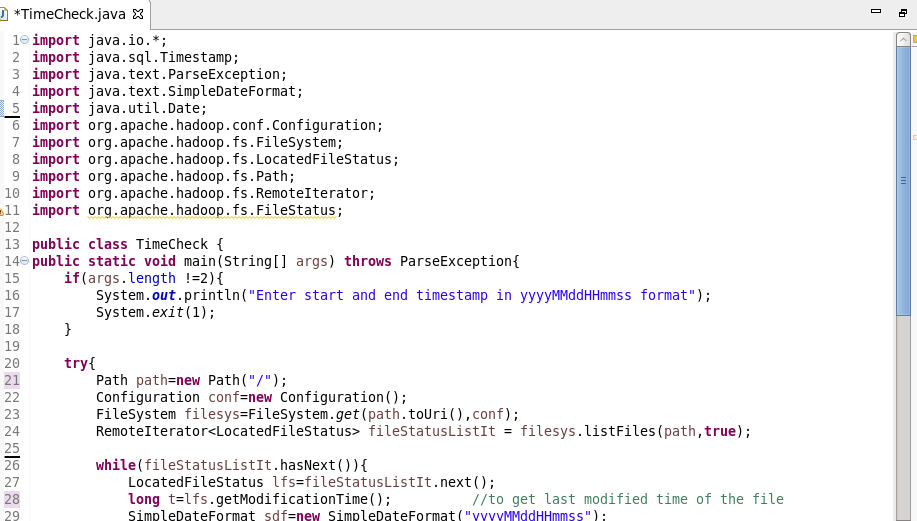 *TimeCheck.java
1 import java.io.*;
2 import java.sql.Timestamp;
3 import java.text.ParseException;
4 import java.text.SimpleDateFormat;
5 import java.util.Date;
6 import org.apache.hadoop.conf.Configuration;
7 import org.apache.hadoop.fs.FileSystem;
8 import org.apache.hadoop.fs.LocatedFileStatus;
9 import org.apache.hadoop.fs.Path;
10 import org.apache.hadoop.fs.RemoteIterator;
11 import org.apache.hadoop.fs.FileStatus;
12
13 public class TimeCheck {
14 public static void main(String[] args) throws ParseException{
15     if(args.length !=2){
16         System.out.println("Enter start and end timestamp in yyyyMMddHHmmss format");
17         System.exit(1);
18     }
19
20     try{
21         Path path=new Path("/");
22         Configuration conf=new Configuration();
23         FileSystem filesys=FileSystem.get(path.toUri(),conf);
24         RemoteIterator<LocatedFileStatus> fileStatusListIt = filesys.listFiles(path,true);
25
26         while(fileStatusListIt.hasNext()){
27             LocatedFileStatus lfs=fileStatusListIt.next();
28             long t=lfs.getModificationTime();          //to get last modified time of the file
29             SimpleDateFormat sdf=new SimpleDateFormat("yyyyMMddHHmmss");